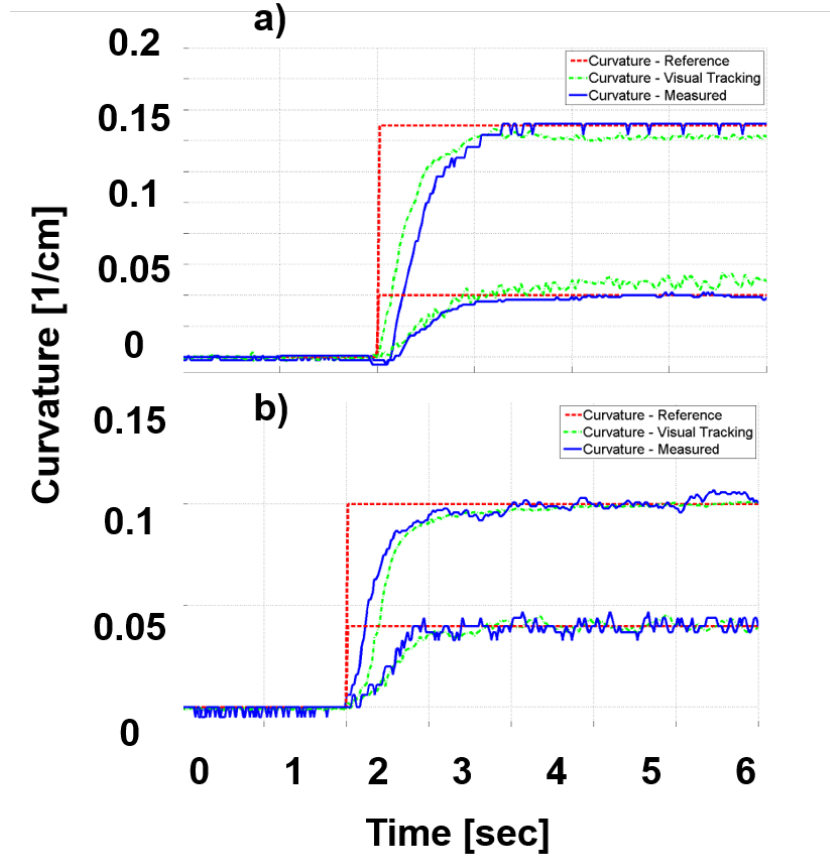 a)
0.2
0.15
0.1
0.05
0
Curvature - Reference
Curvature - Visual Tracking
Curvature - Measured
Curvature [1/cm]
b)
0.15
0.1
0.05
0
Curvature - Reference
Curvature - Visual Tracking
Curvature - Measured
0 1 2 3 4 5 6
Time [sec]